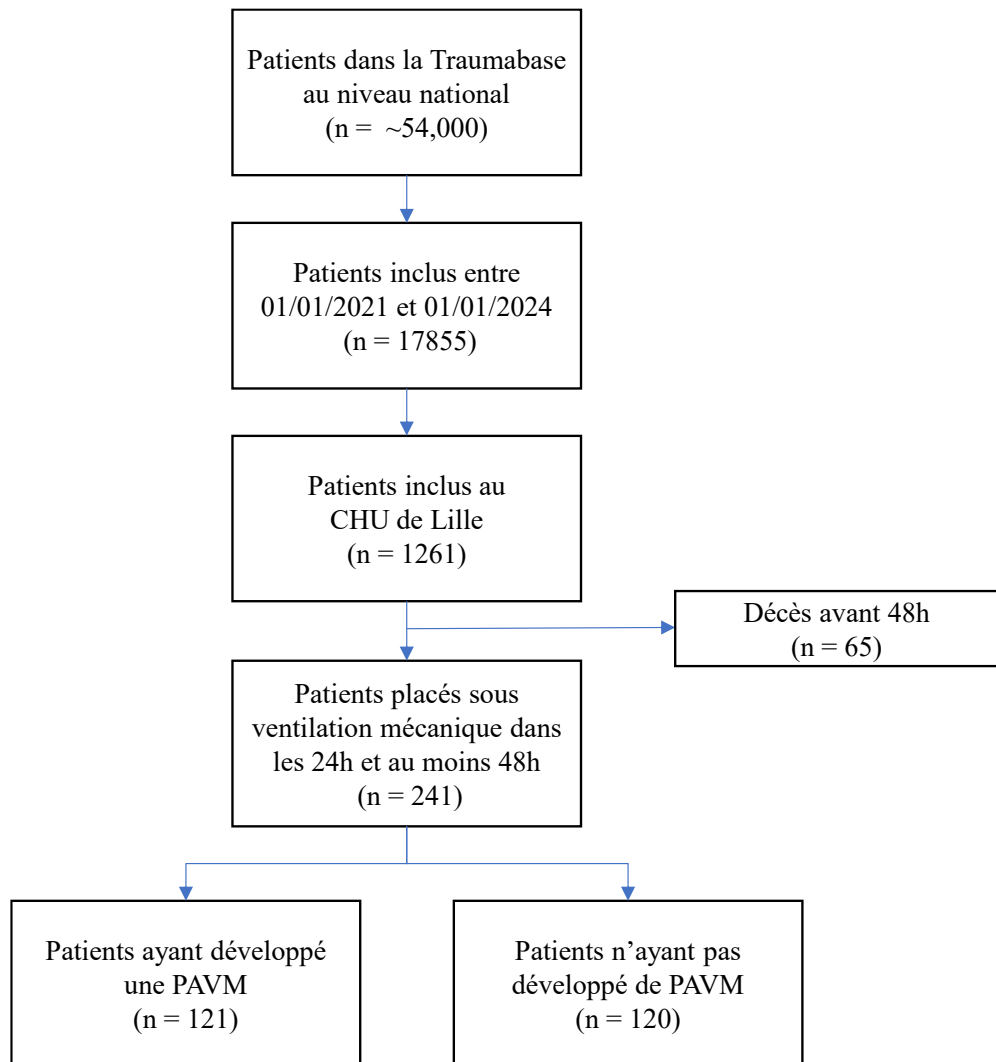 Patients dans la Traumabase
au niveau national
(n = ~54,000)
Patients inclus entre
01/01/2021 et 01/01/2024
(n = 17855)
Patients inclus au
CHU de Lille
(n = 1261)
Décès avant 48h
(n = 65)
Patients placés sous
ventilation mécanique dans
les 24h et au moins 48h
(n = 241)
Patients ayant développé
une PAVM
(n = 121)
Patients n’ayant pas
développé de PAVM
(n = 120)